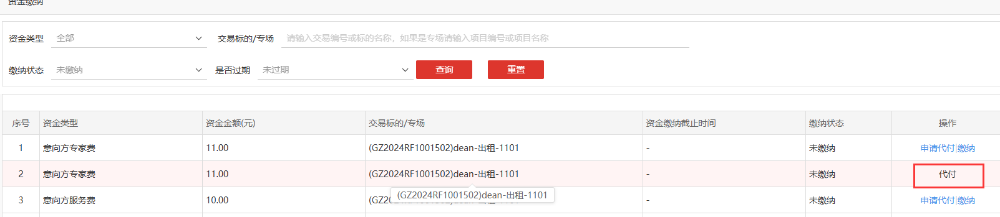 资金缴纳
资金类型 全部 交易标的/专场 请输入交易编号或标的名称，如果是专场请输入项目编号或项目名称
缴纳状态 未缴纳 是否过期 未过期 查询 重置
序号 资金类型 资金金额(元) 交易标的/专场 资金缴纳截止时间 缴纳状态 操作
1 意向方专家费 11.00 (GZ2024RF1001502)dean-出租-1101 - 未缴纳 申请代付|缴纳
2 意向方专家费 11.00 (GZ2024RF1001502)dean-出租-1101 - 未缴纳 代付
(GZ2024RF1001502)dean-出租-1101
3 意向方服务费 10.00 (GZ2024RF1001502)dean-出租-1101 - 未缴纳 申请代付|缴纳